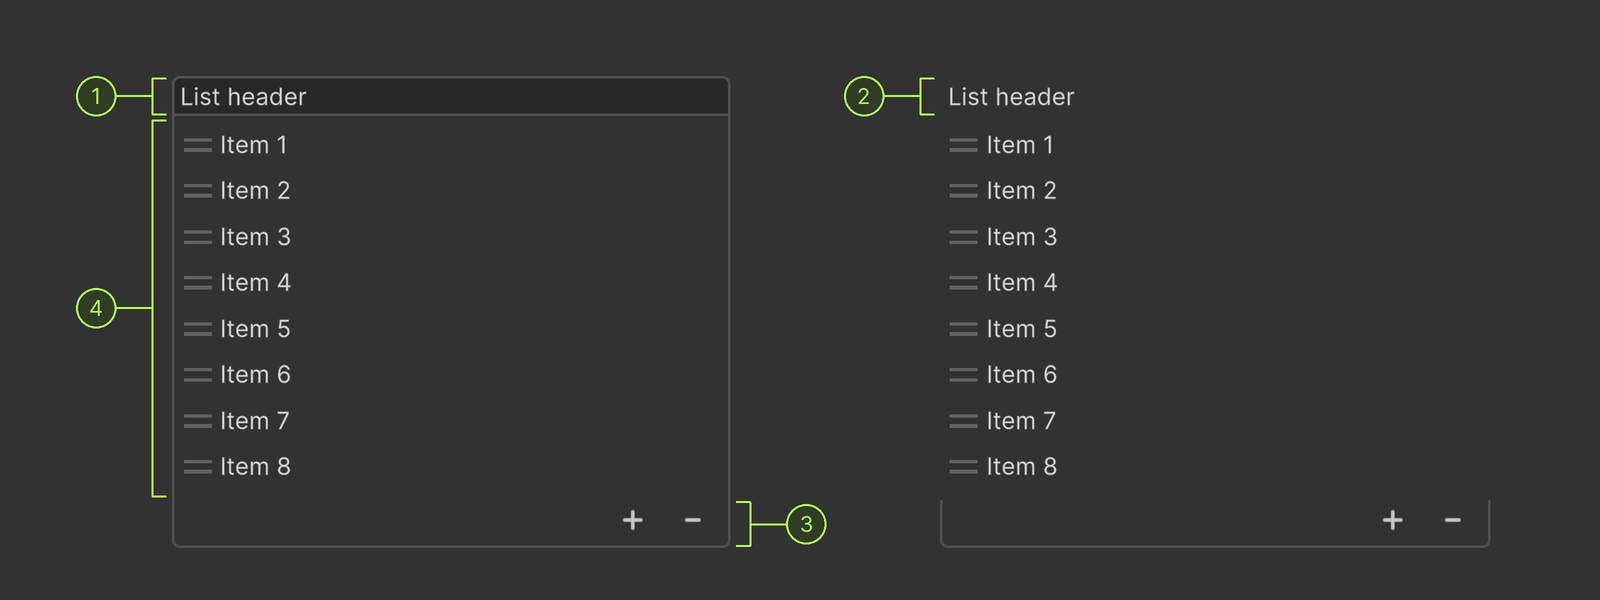 1
List header
Item 1
Item 2
Item 3
Item 4
Item 5
Item 6
Item 7
Item 8
4
+ −
3
2
List header
Item 1
Item 2
Item 3
Item 4
Item 5
Item 6
Item 7
Item 8
+ −